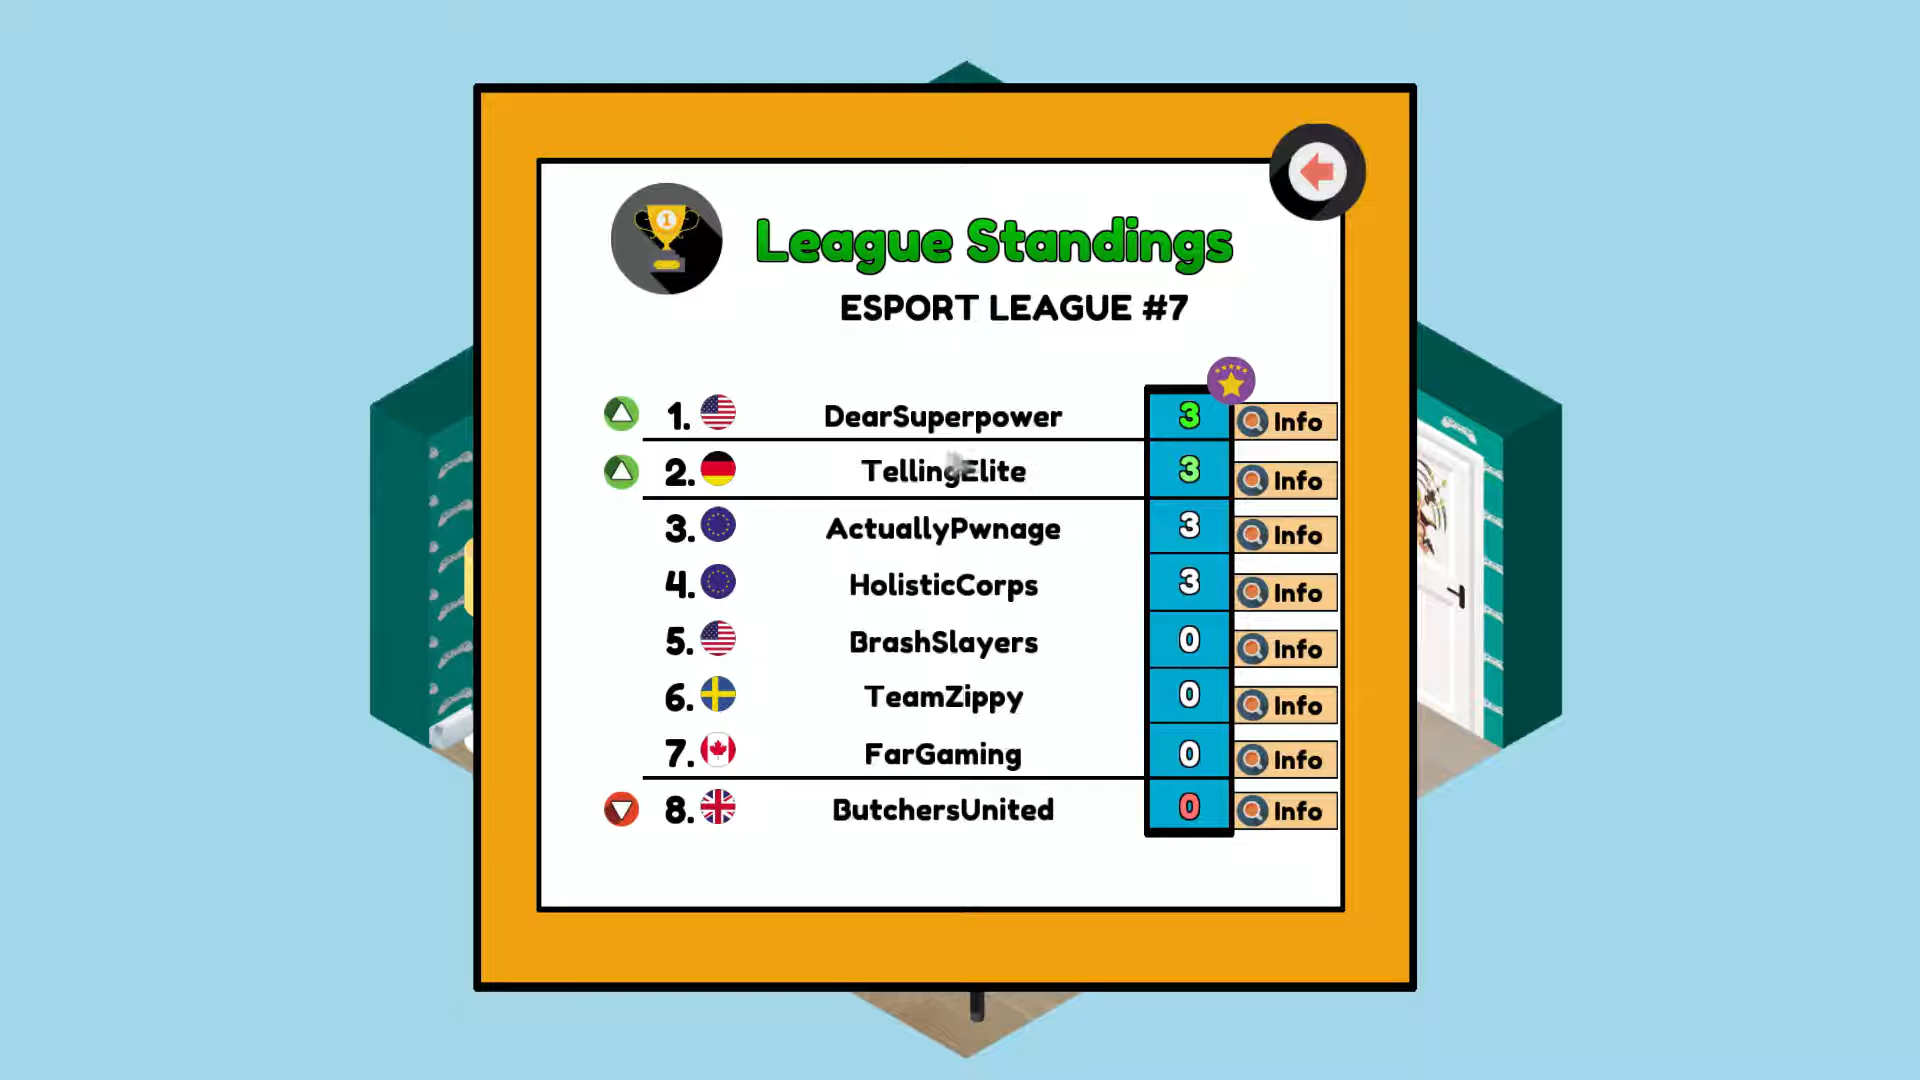 1
League Standings
ESPORT LEAGUE #7
1. DearSuperpower 3 Info
2. TellingElite 3 Info
3. ActuallyPwnage 3 Info
4. HolisticCorps 3 Info
5. BrashSlayers 0 Info
6. TeamZippy 0 Info
7. FarGaming 0 Info
8. ButchersUnited 0 Info